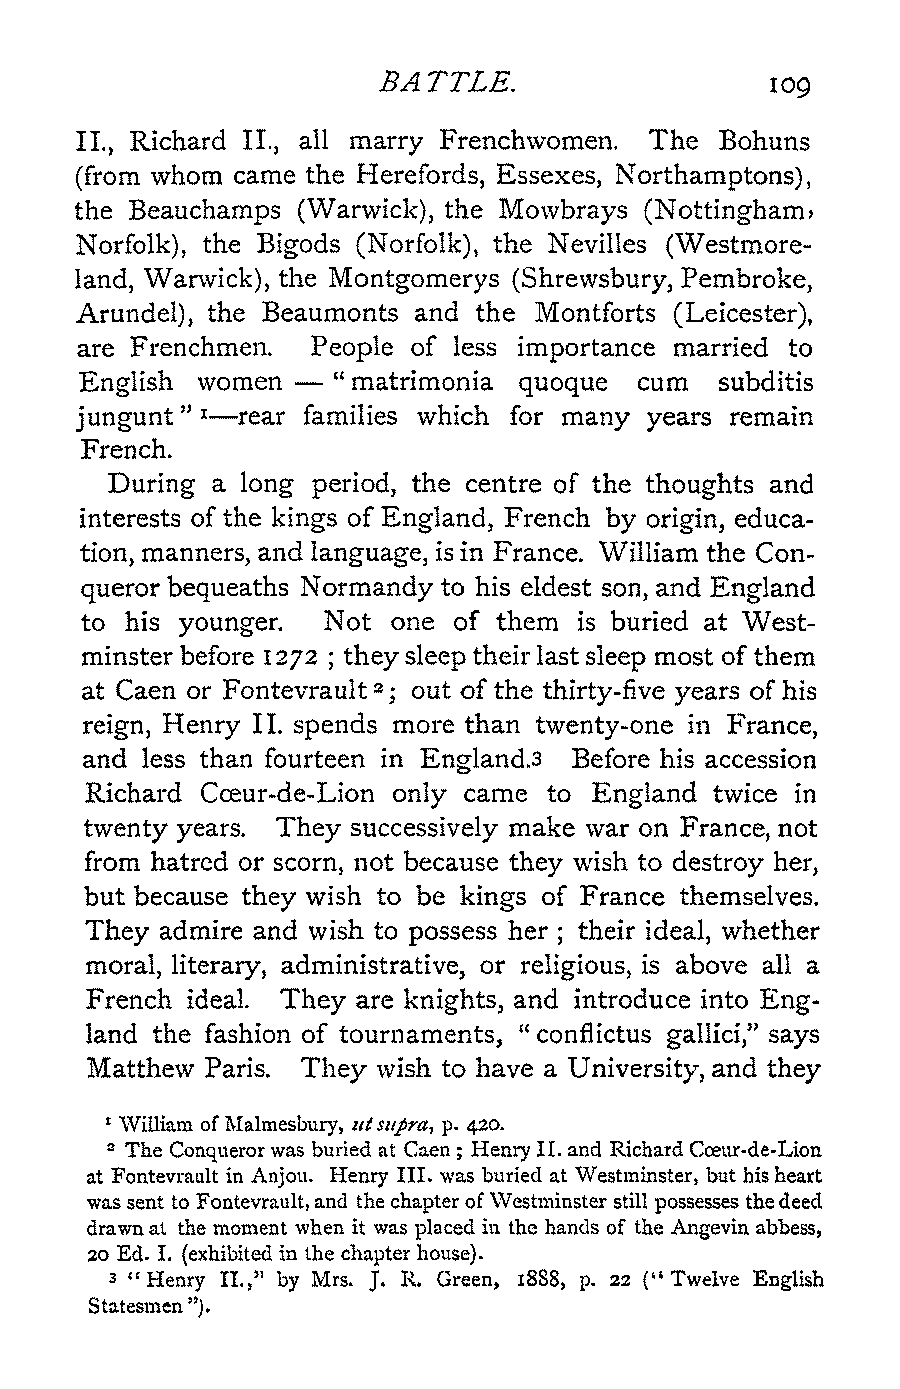 BATTLE. 109
II., Richard II., all marry Frenchwomen. The Bohuns
(from whom came the Herefords, Essexes, Northamptons),
the Beauchamps (Warwick), the Mowbrays (Nottingham,
Norfolk), the Bigods (Norfolk), the Nevilles (Westmore-
land, Warwick), the Montgomerys (Shrewsbury, Pembroke,
Arundel), the Beaumonts and the Montforts (Leicester),
are Frenchmen. People of less importance married to
English women — "matrimonia quoque cum subditis
jungunt" ¹—rear families which for many years remain
French.
During a long period, the centre of the thoughts and
interests of the kings of England, French by origin, educa-
tion, manners, and language, is in France. William the Con-
queror bequeaths Normandy to his eldest son, and England
to his younger. Not one of them is buried at West-
minster before 1272 ; they sleep their last sleep most of them
at Caen or Fontevrault ²; out of the thirty-five years of his
reign, Henry II. spends more than twenty-one in France,
and less than fourteen in England.³ Before his accession
Richard Cœur-de-Lion only came to England twice in
twenty years. They successively make war on France, not
from hatred or scorn, not because they wish to destroy her,
but because they wish to be kings of France themselves.
They admire and wish to possess her ; their ideal, whether
moral, literary, administrative, or religious, is above all a
French ideal. They are knights, and introduce into Eng-
land the fashion of tournaments, "conflictus gallici," says
Matthew Paris. They wish to have a University, and they
¹ William of Malmesbury, ut supra, p. 420.
² The Conqueror was buried at Caen ; Henry II. and Richard Cœur-de-Lion
at Fontevrault in Anjou. Henry III. was buried at Westminster, but his heart
was sent to Fontevrault, and the chapter of Westminster still possesses the deed
drawn at the moment when it was placed in the hands of the Angevin abbess,
20 Ed. I. (exhibited in the chapter house).
³ "Henry II.," by Mrs. J. R. Green, 1888, p. 22 ("Twelve English
Statesmen").